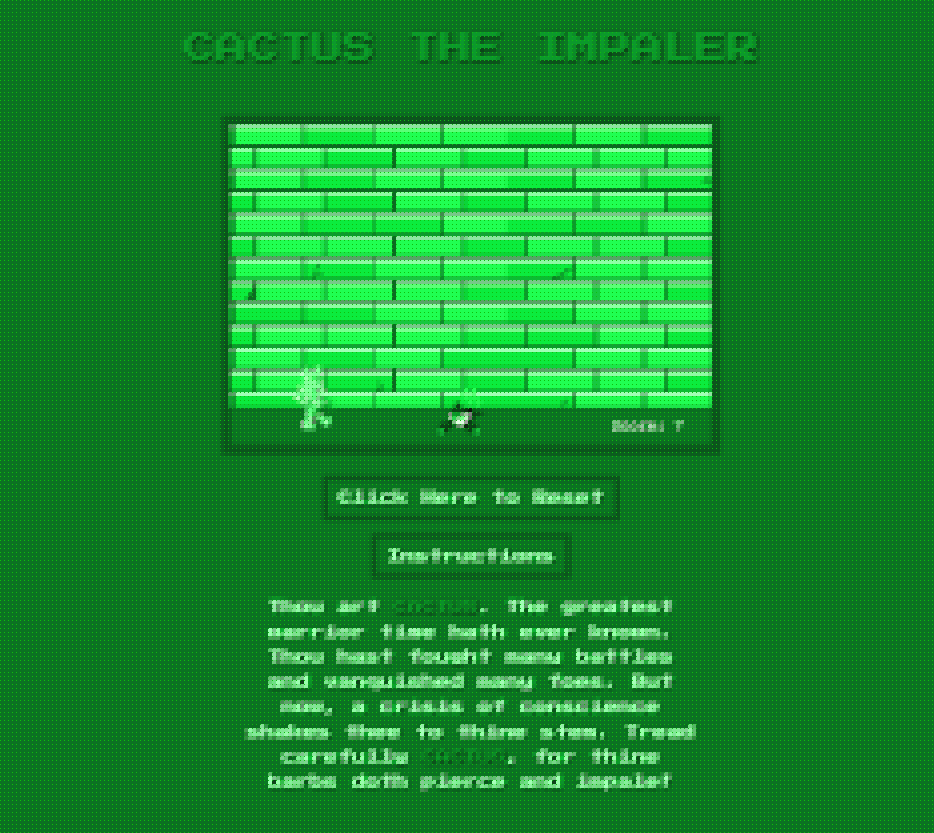 CACTUS THE IMPALER
Click Here to Reset
Instructions
Thou art cactus. The greatest
warrior time hath ever known.
Thou hast fought many battles
and vanquished many foes. But
now, a crisis of conscience
shakes thee to thine stem. Tread
carefully cactus, for thine
barbs doth pierce and impale!